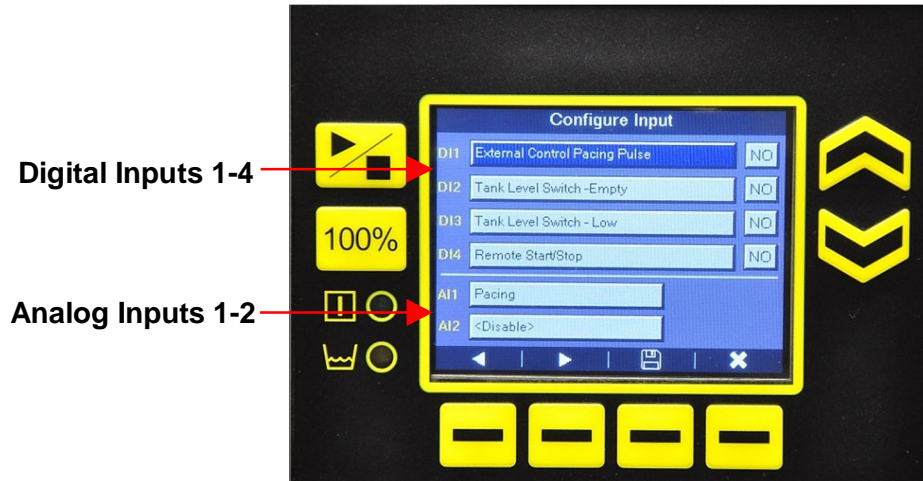 Configure Input
DI1 External Control Pacing Pulse NO
Digital Inputs 1-4
DI2 Tank Level Switch -Empty NO
DI3 Tank Level Switch - Low NO
100%
DI4 Remote Start/Stop NO
AI1 Pacing
Analog Inputs 1-2
AI2 <Disable>